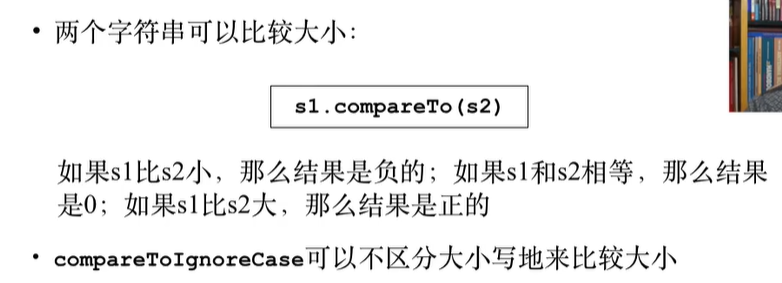 • 两个字符串可以比较大小：
s1.compareTo(s2)
如果s1比s2小，那么结果是负的；如果s1和s2相等，那么结果
是0；如果s1比s2大，那么结果是正的
• compareToIgnoreCase可以不区分大小写地来比较大小